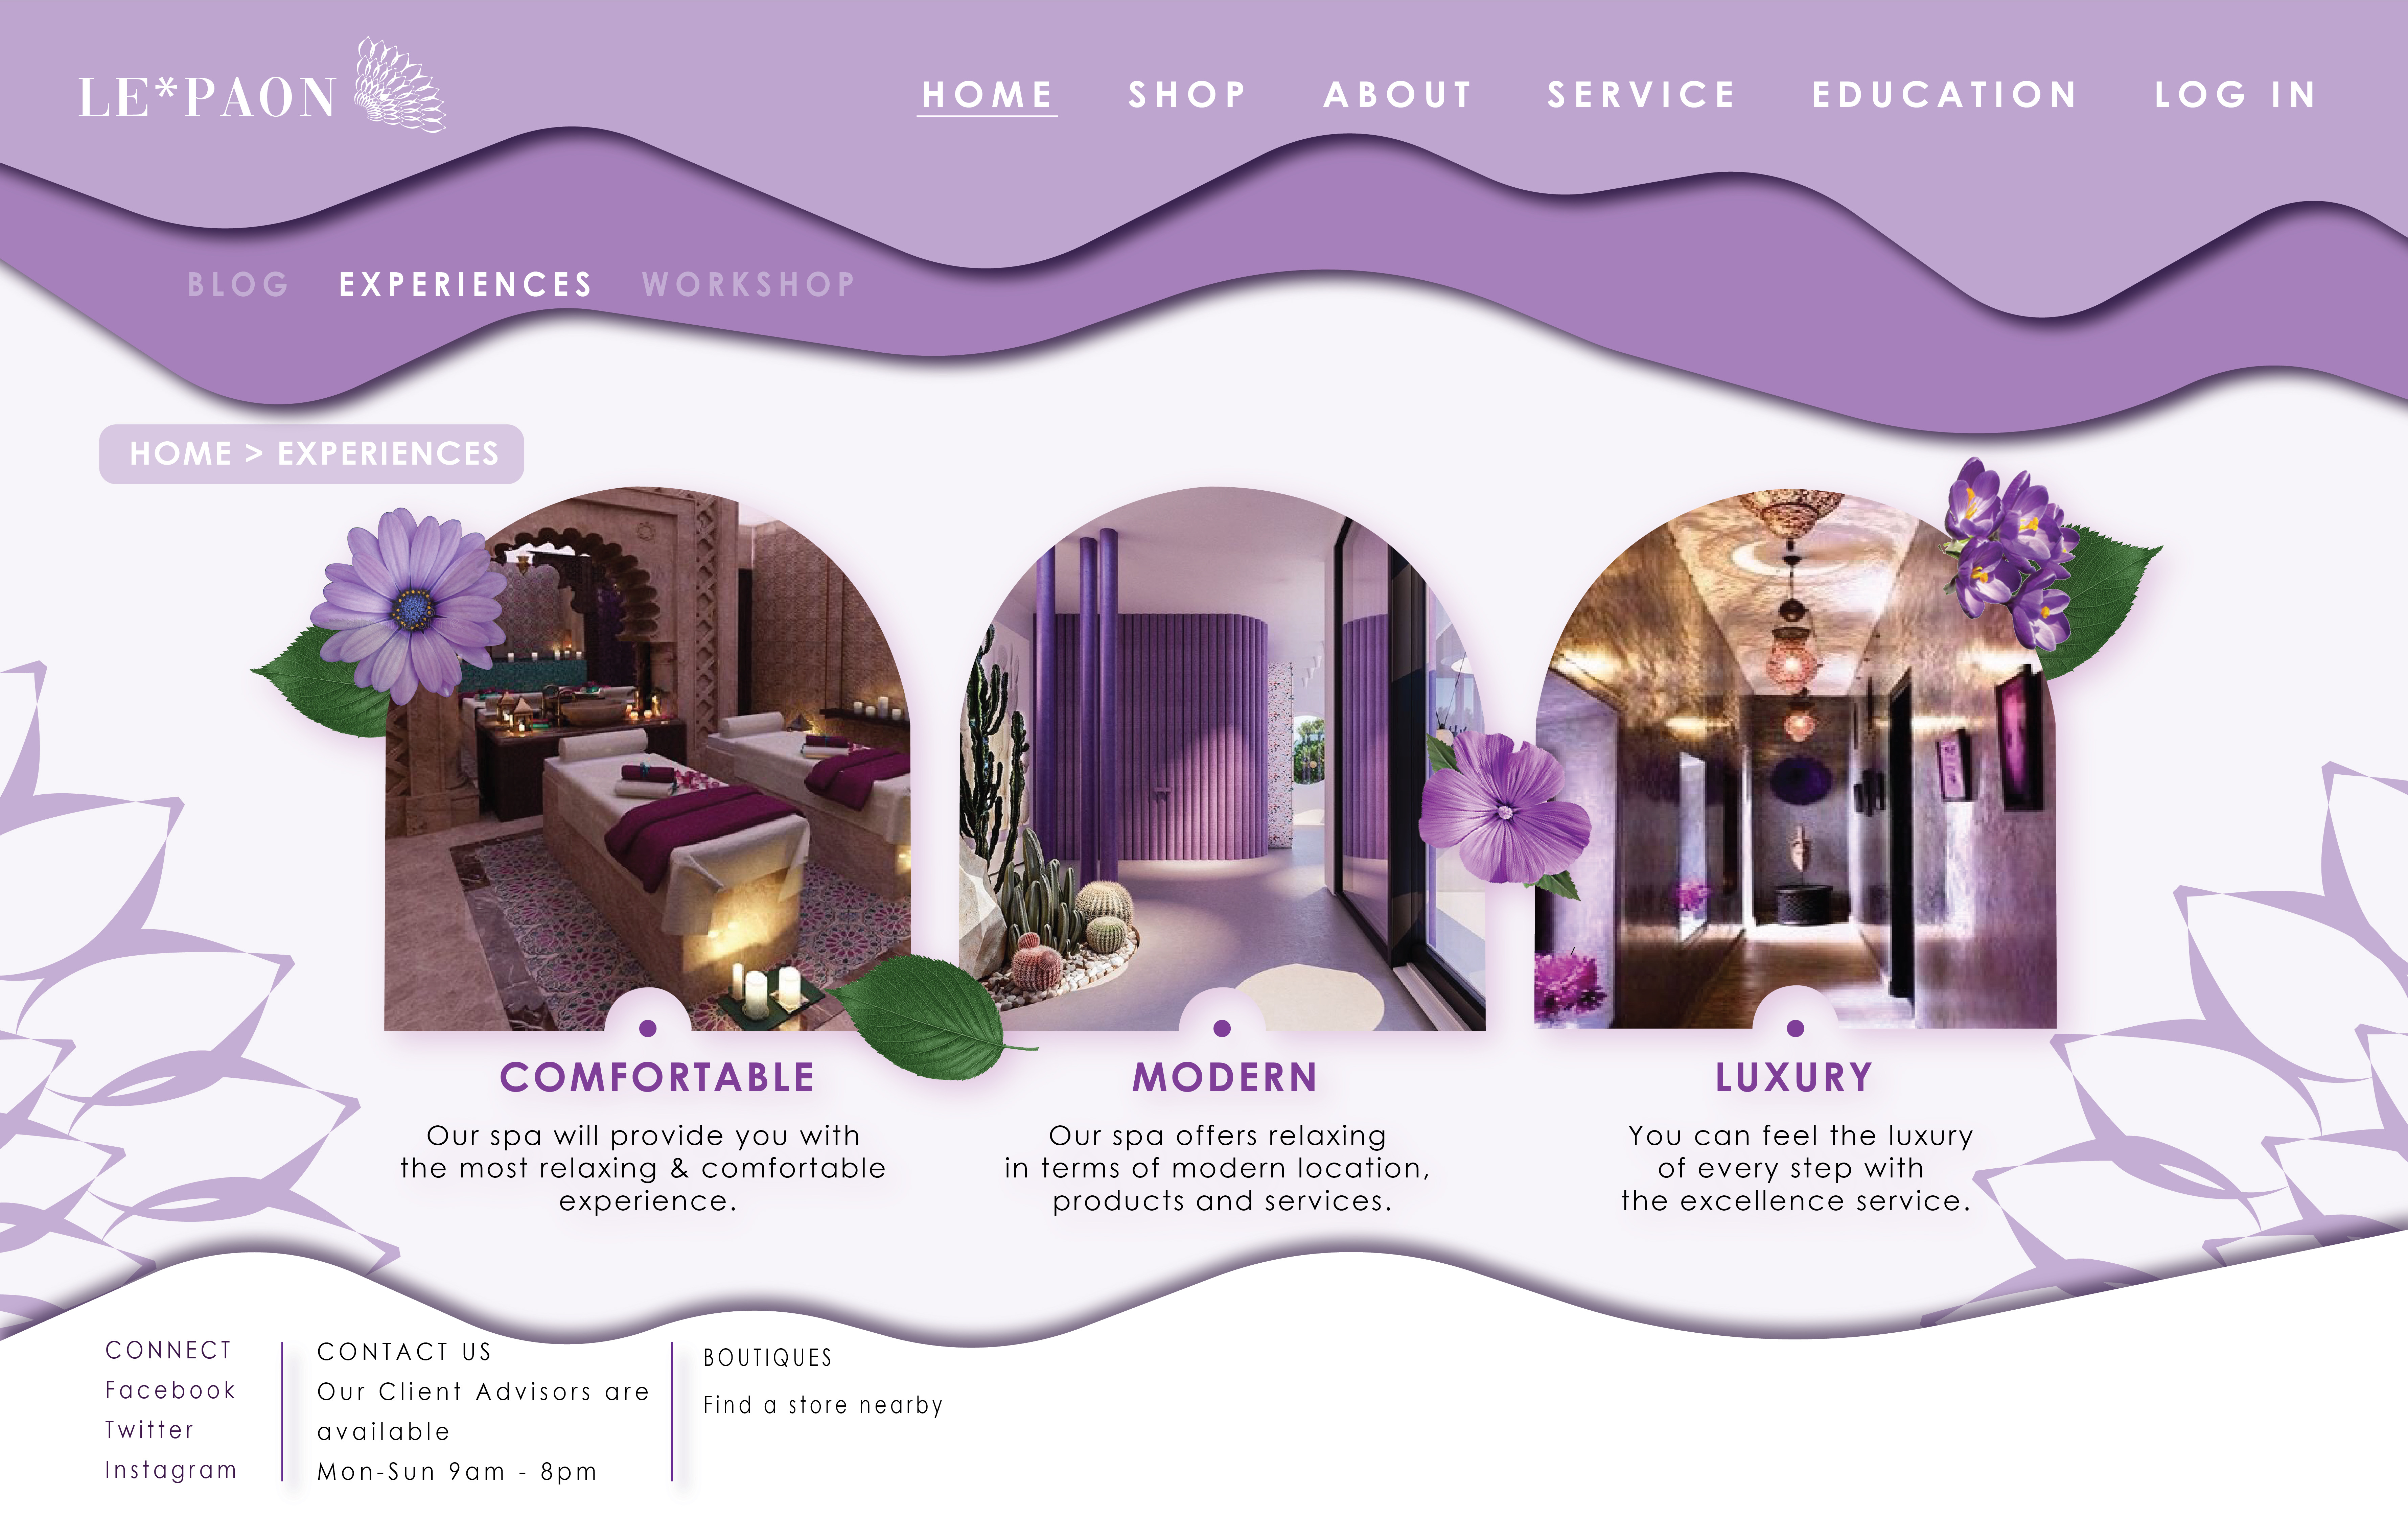 LE*PAON
HOME SHOP ABOUT SERVICE EDUCATION LOG IN
BLOG EXPERIENCES WORKSHOP
HOME > EXPERIENCES
COMFORTABLE
Our spa will provide you with
the most relaxing & comfortable
experience.
MODERN
Our spa offers relaxing
in terms of modern location,
products and services.
LUXURY
You can feel the luxury
of every step with
the excellence service.
CONNECT
Facebook
Twitter
Instagram
CONTACT US
Our Client Advisors are
available
Mon-Sun 9am - 8pm
BOUTIQUES
Find a store nearby